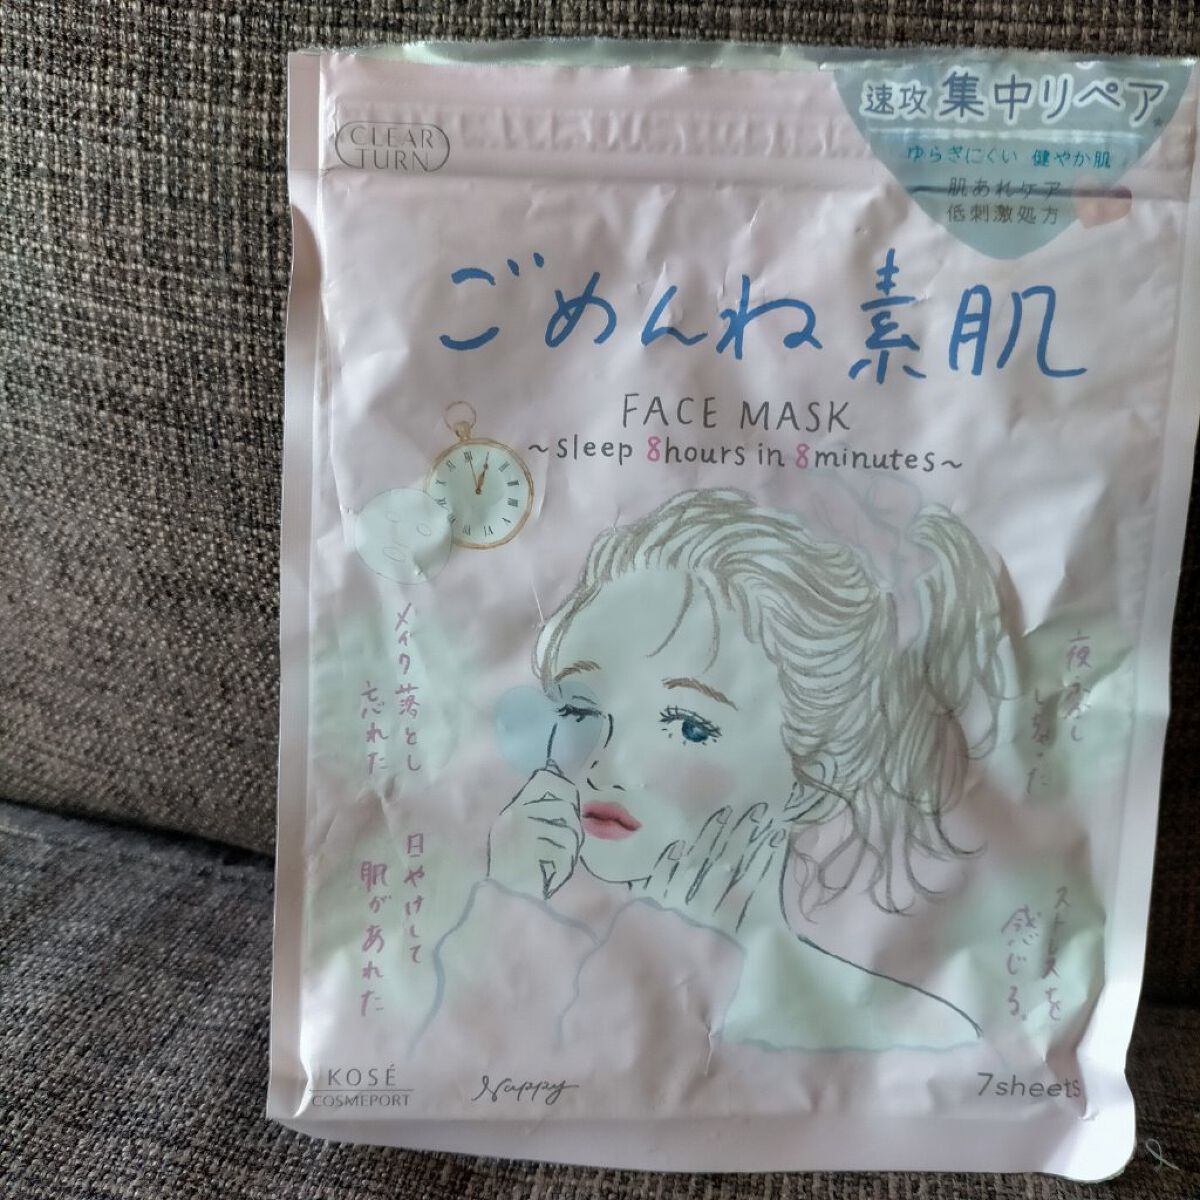 CLEAR
TURN
速攻 集中リペア
ゆらぎにくい 健やか肌
肌あれケア
低刺激処方
ごめんね素肌
FACE MASK
~sleep 8hours in 8minutes~
メイク落とし
忘れた
夜ふかし
しちゃった
日やけして
肌があれた
ストレスを
感じる。
KOSÉ
COSMEPORT
Nappy
7sheets